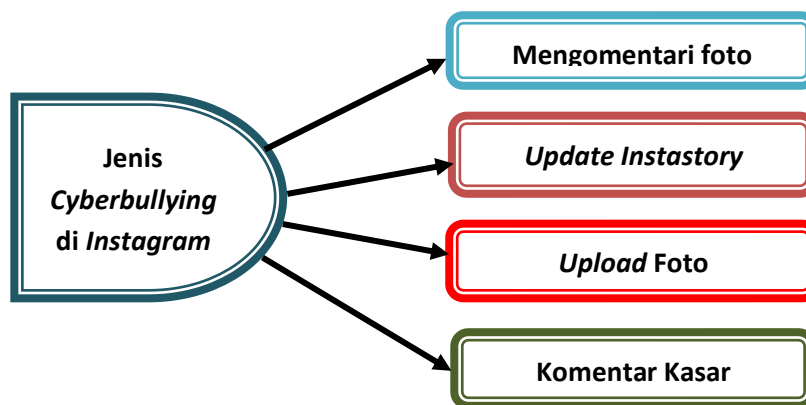 Jenis
Cyberbullying
di Instagram
Mengomentari foto
Update Instastory
Upload Foto
Komentar Kasar